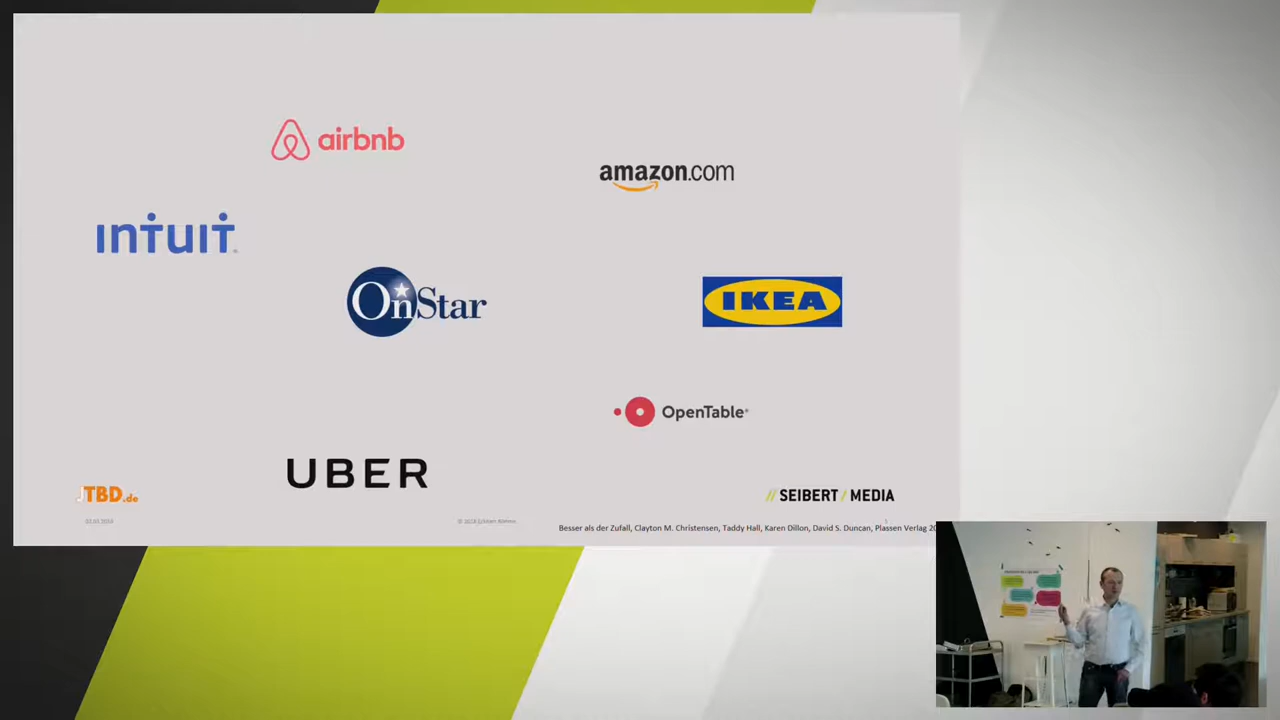 airbnb
amazon.com
intuit
OnStar
IKEA
OpenTable
UBER
JTBD.de
// SEIBERT / MEDIA
Besser als der Zufall, Clayton M. Christensen, Taddy Hall, Karen Dillon, David S. Duncan, Plassen Verlag 20